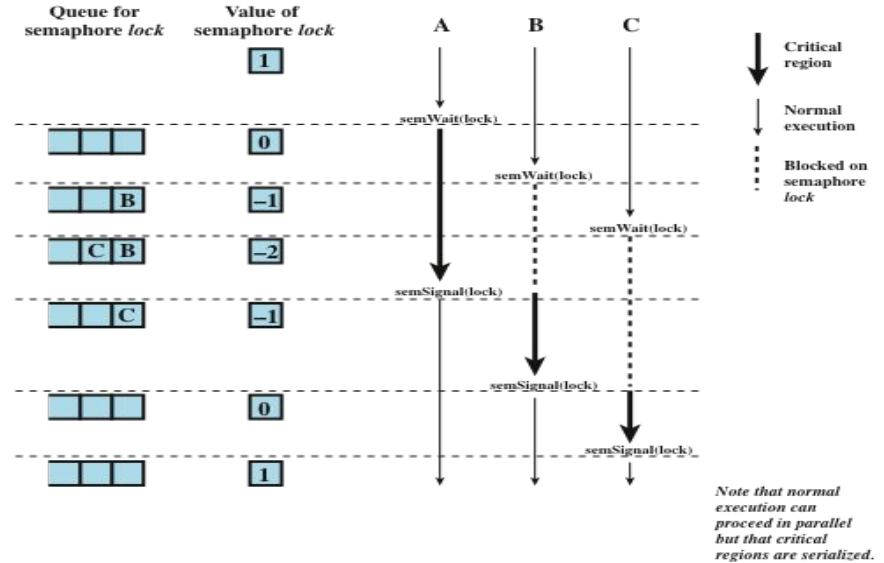 Queue for
semaphore lock
Value of
semaphore lock
A
B
C
1
Critical
region
semWait(lock)
Normal
execution
0
semWait(lock)
Blocked on
semaphore
lock
B
–1
semWait(lock)
C B
–2
semSignal(lock)
C
–1
semSignal(lock)
0
semSignal(lock)
1
Note that normal
execution can
proceed in parallel
but that critical
regions are serialized.